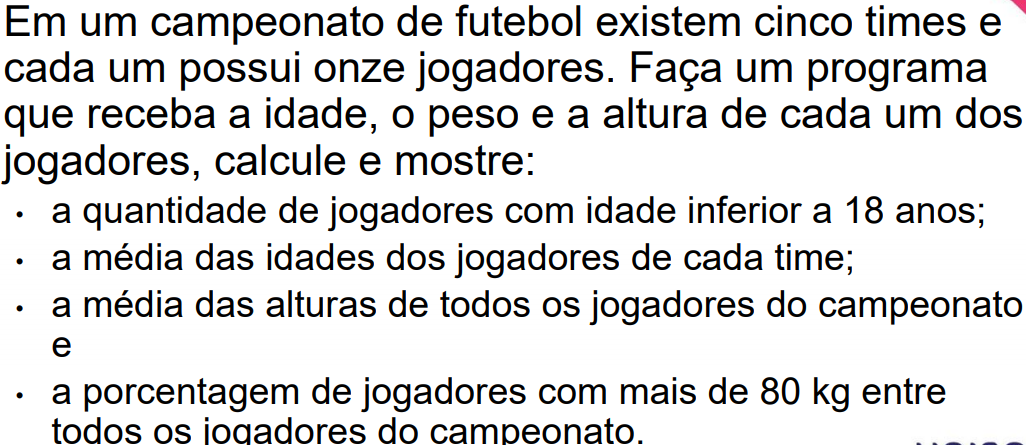 Em um campeonato de futebol existem cinco times e
cada um possui onze jogadores. Faça um programa
que receba a idade, o peso e a altura de cada um dos
jogadores, calcule e mostre:
• a quantidade de jogadores com idade inferior a 18 anos;
• a média das idades dos jogadores de cada time;
• a média das alturas de todos os jogadores do campeonato
e
• a porcentagem de jogadores com mais de 80 kg entre
todos os jogadores do campeonato.